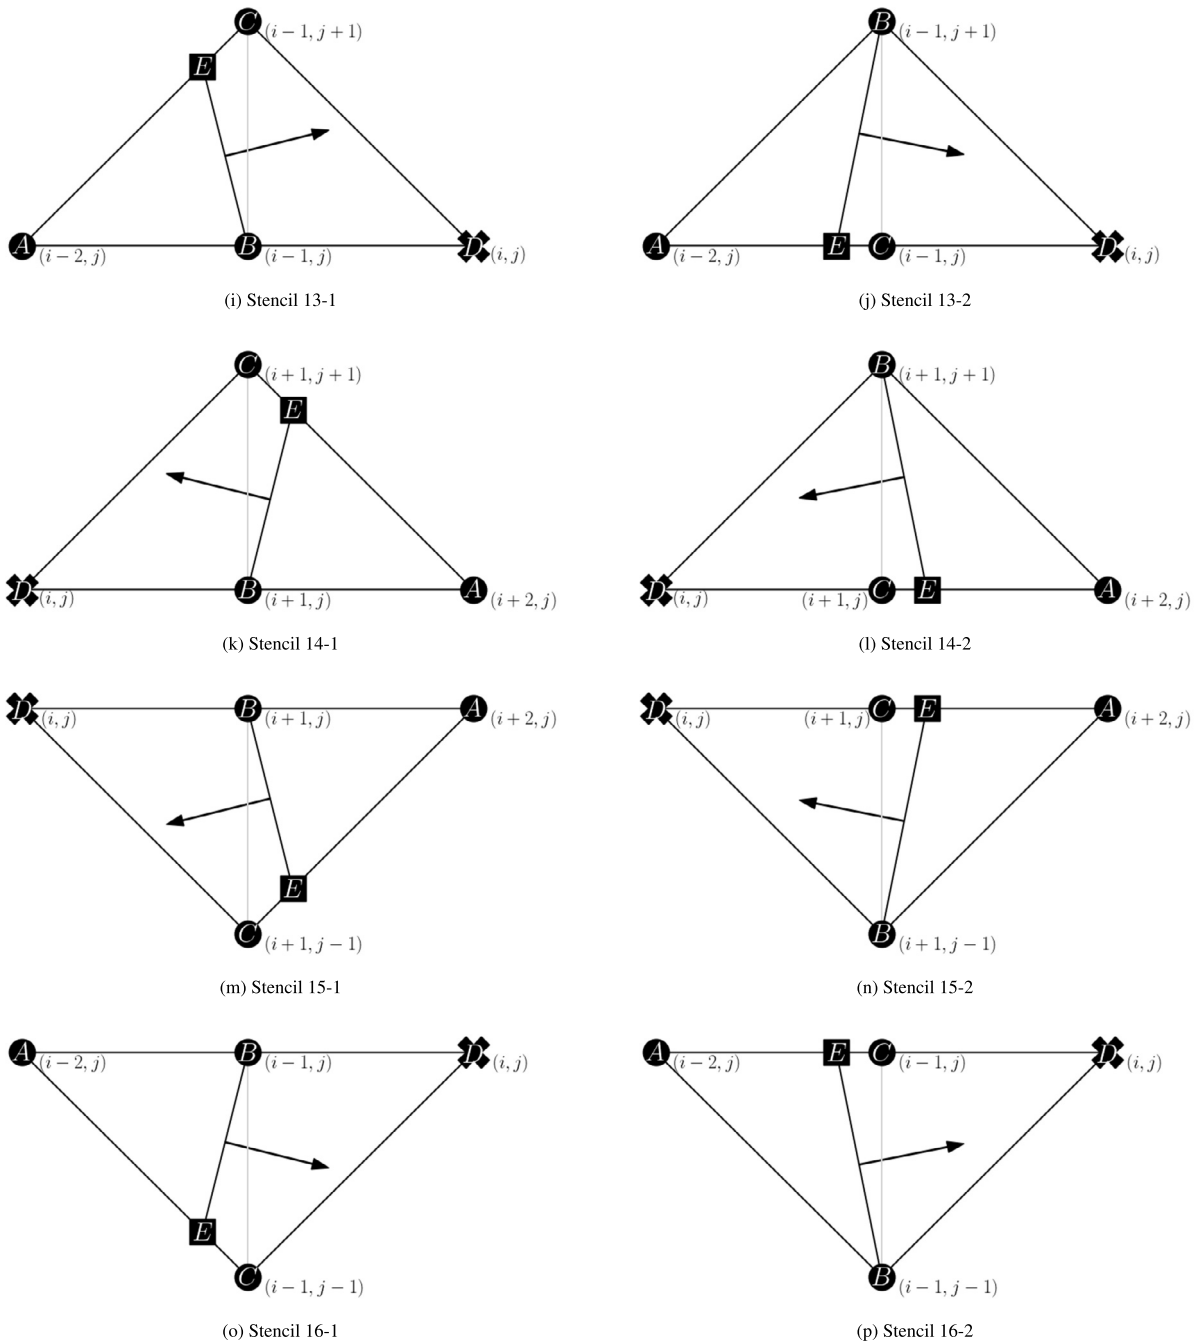 C (i − 1, j + 1)
E
A (i − 2, j) B (i − 1, j) D (i, j)
(i) Stencil 13-1
B (i − 1, j + 1)
A (i − 2, j) E C (i − 1, j) D (i, j)
(j) Stencil 13-2
C (i + 1, j + 1)
E
D (i, j) B (i + 1, j) A (i + 2, j)
(k) Stencil 14-1
B (i + 1, j + 1)
D (i, j) (i + 1, j) C E A (i + 2, j)
(l) Stencil 14-2
D (i, j) B (i + 1, j) A (i + 2, j)
E
C (i + 1, j − 1)
(m) Stencil 15-1
D (i, j) (i + 1, j) C E A (i + 2, j)
B (i + 1, j − 1)
(n) Stencil 15-2
A (i − 2, j) B (i − 1, j) D (i, j)
E
C (i − 1, j − 1)
(o) Stencil 16-1
A (i − 2, j) E C (i − 1, j) D (i, j)
B (i − 1, j − 1)
(p) Stencil 16-2